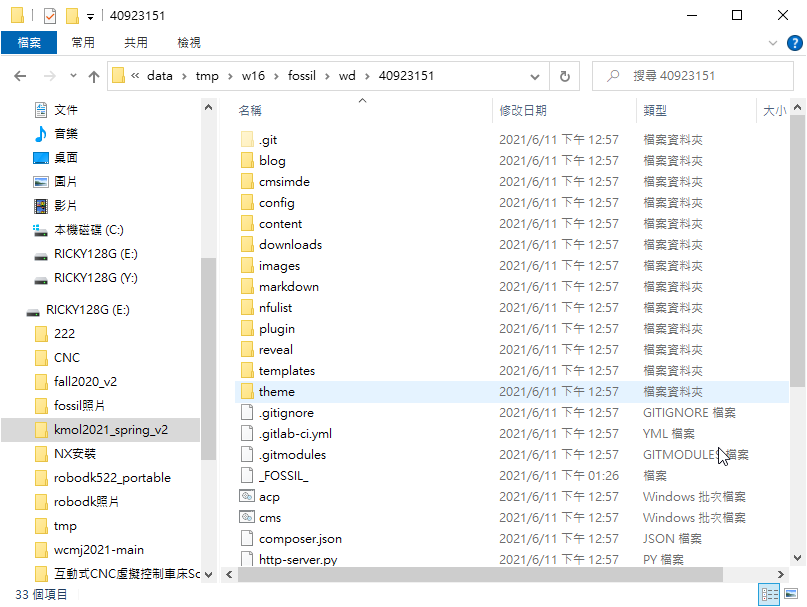 40923151
檔案 常用 共用 檢視
« data › tmp › w16 › fossil › wd › 40923151 搜尋 40923151
文件
音樂
桌面
圖片
影片
本機磁碟 (C:)
RICKY128G (E:)
RICKY128G (Y:)
RICKY128G (E:)
222
CNC
fall2020_v2
fossil照片
kmol2021_spring_v2
NX安裝
robodk522_portable
robodk照片
tmp
wcmj2021-main
互動式CNC虛擬控制車床Sc
名稱 修改日期 類型 大小
.git 2021/6/11 下午 12:57 檔案資料夾
blog 2021/6/11 下午 12:57 檔案資料夾
cmsimde 2021/6/11 下午 12:57 檔案資料夾
config 2021/6/11 下午 12:57 檔案資料夾
content 2021/6/11 下午 12:57 檔案資料夾
downloads 2021/6/11 下午 12:57 檔案資料夾
images 2021/6/11 下午 12:57 檔案資料夾
markdown 2021/6/11 下午 12:57 檔案資料夾
nfulist 2021/6/11 下午 12:57 檔案資料夾
plugin 2021/6/11 下午 12:57 檔案資料夾
reveal 2021/6/11 下午 12:57 檔案資料夾
templates 2021/6/11 下午 12:57 檔案資料夾
theme 2021/6/11 下午 12:57 檔案資料夾
.gitignore 2021/6/11 下午 12:57 GITIGNORE 檔案
.gitlab-ci.yml 2021/6/11 下午 12:57 YML 檔案
.gitmodules 2021/6/11 下午 12:57 GITMODULES 檔案
_FOSSIL_ 2021/6/11 下午 01:26 檔案
acp 2021/6/11 下午 12:57 Windows 批次檔案
cms 2021/6/11 下午 12:57 Windows 批次檔案
composer.json 2021/6/11 下午 12:57 JSON 檔案
http-server.py 2021/6/11 下午 12:57 PY 檔案
33 個項目